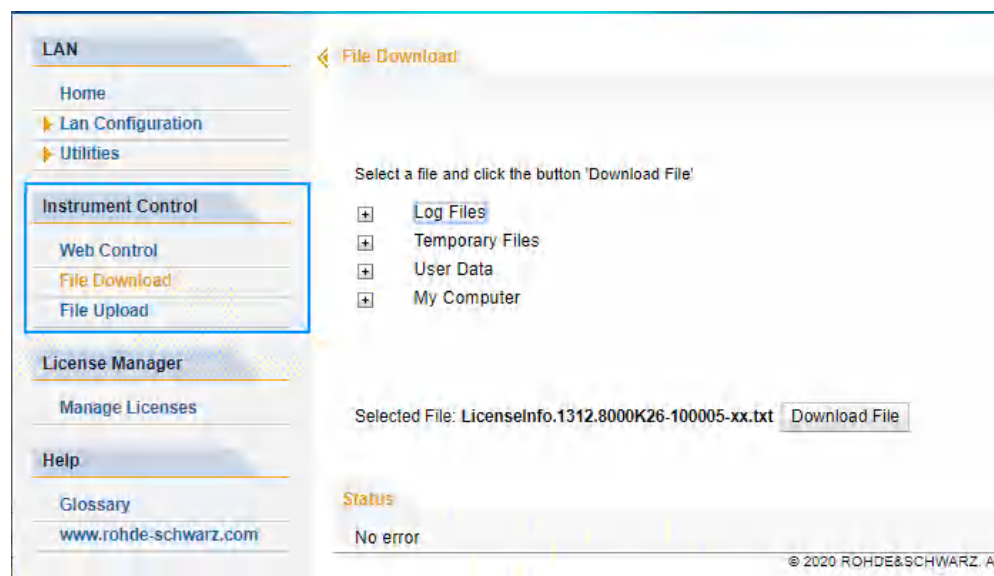 LAN
Home
Lan Configuration
Utilities
Instrument Control
Web Control
File Download
File Upload
License Manager
Manage Licenses
Help
Glossary
www.rohde-schwarz.com
File Download
Select a file and click the button 'Download File'
Log Files
Temporary Files
User Data
My Computer
Selected File: LicenseInfo.1312.8000K26-100005-xx.txt Download File
Status
No error
© 2020 ROHDE&SCHWARZ. A